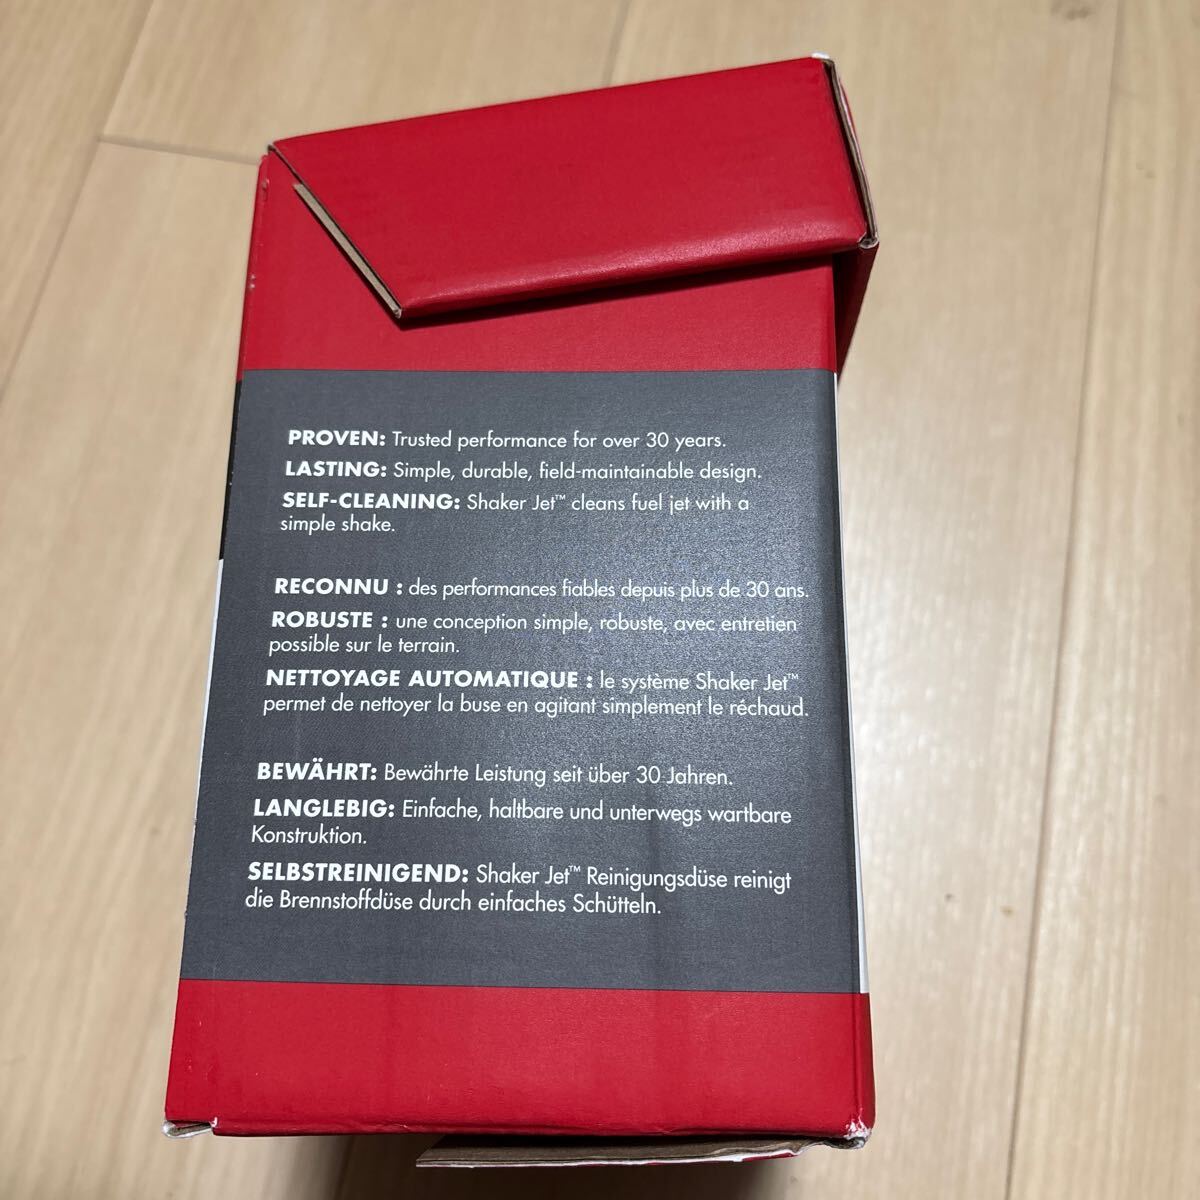 PROVEN: Trusted performance for over 30 years.
LASTING: Simple, durable, field-maintainable design.
SELF-CLEANING: Shaker Jet™ cleans fuel jet with a
simple shake.
RECONNU : des performances fiables depuis plus de 30 ans.
ROBUSTE : une conception simple, robuste, avec entretien
possible sur le terrain.
NETTOYAGE AUTOMATIQUE : le système Shaker Jet™
permet de nettoyer la buse en agitant simplement le réchaud.
BEWÄHRT: Bewährte Leistung seit über 30 Jahren.
LANGLEBIG: Einfache, haltbare und unterwegs wartbare
Konstruktion.
SELBSTREINIGEND: Shaker Jet™ Reinigungsdüse reinigt
die Brennstoffdüse durch einfaches Schütteln.